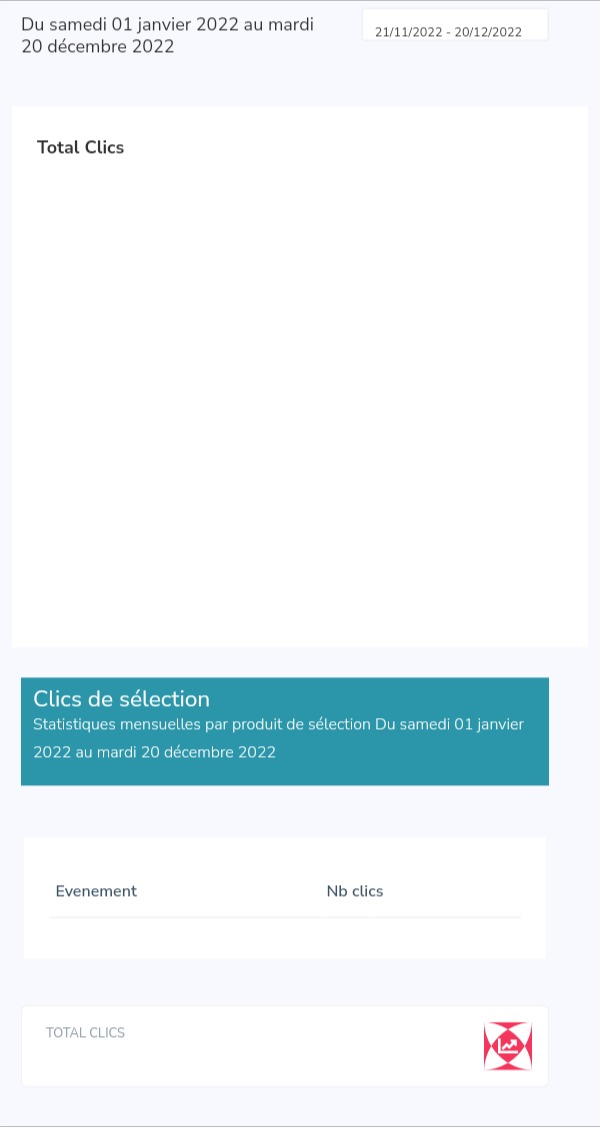 Du samedi 01 janvier 2022 au mardi
20 décembre 2022
21/11/2022 - 20/12/2022
Total Clics
Clics de sélection
Statistiques mensuelles par produit de sélection Du samedi 01 janvier
2022 au mardi 20 décembre 2022
Evenement Nb clics
TOTAL CLICS